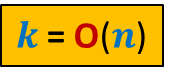 k = O(n)